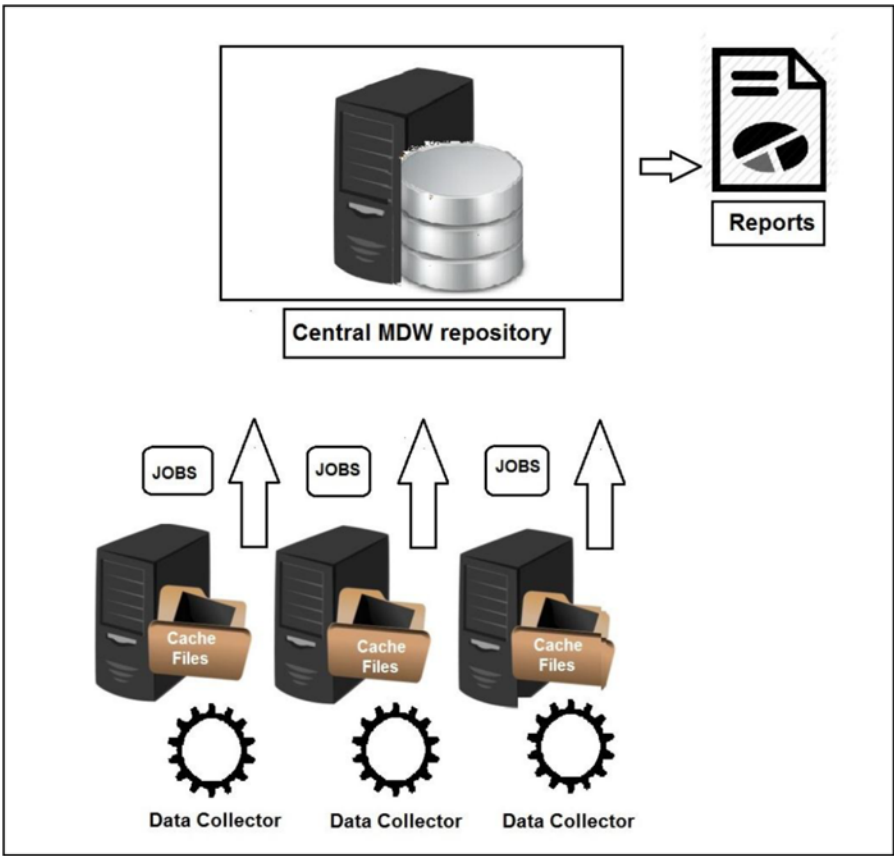 Reports
Central MDW repository
JOBS
JOBS
JOBS
Cache
Files
Cache
Files
Cache
Files
Data Collector
Data Collector
Data Collector